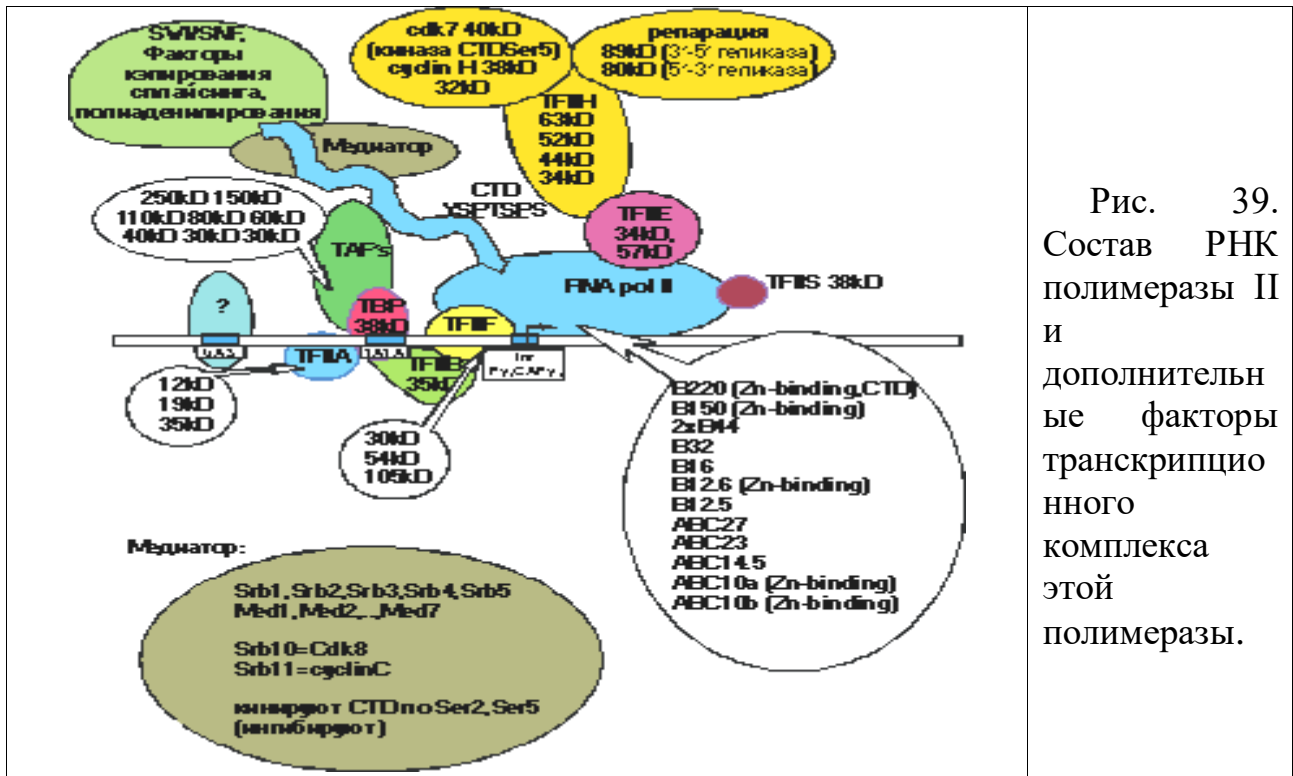 SWI/SNF,
Факторы
кэпирования
сплайсинга,
полиаденилирования
Медиатор
cdk7 40kD
(киназа CTDSer5)
cyclin H 38kD
32kD
репарация
89kD (3'-5' геликаза)
80kD (5'-3' геликаза)
TFIIH
63kD
52kD
44kD
34kD
CTD
YSPTSPS
TFIIE
34kD,
57kD
250kD 150kD
110kD 80kD 60kD
40kD 30kD 30kD
TAF's
RNA pol II
TFIIS 38kD
?
TBP
38kD
TFIIF
TFIIA
TATA
TFIIB
35kD
Inr
12kD
19kD
35kD
30kD
54kD
105kD
B220 (Zn-binding,CTD)
B150 (Zn-binding)
2xB44
B32
B16
B12.6 (Zn-binding)
B12.5
ABC27
ABC23
ABC14.5
ABC10a (Zn-binding)
ABC10b (Zn-binding)
Медиатор:
Srb1,Srb2,Srb3,Srb4,Srb5
Med1,Med2,..,Med7
Srb10=Cdk8
Srb11=cyclinC
CTD по Ser2,Ser5
(ингибируют)
Рис. 39.
Состав РНК
полимеразы II
и
дополнительн
ые факторы
транскрипцио
нного
комплекса
этой
полимеразы.